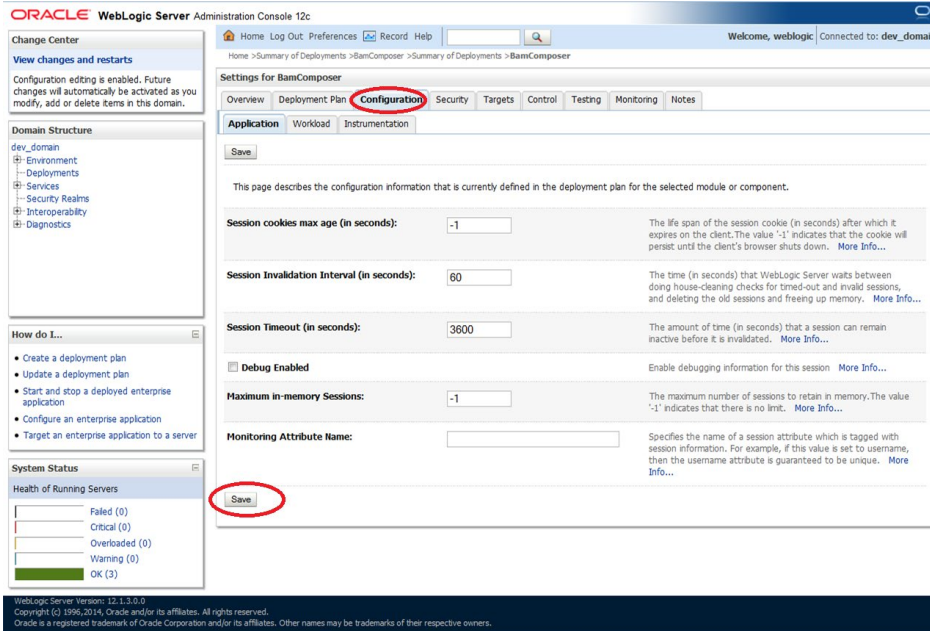 ORACLE WebLogic Server Administration Console 12c
Change Center
View changes and restarts
Configuration editing is enabled. Future
changes will automatically be activated as you
modify, add or delete items in this domain.
Domain Structure
dev_domain
Environment
Deployments
Services
Security Realms
Interoperability
Diagnostics
How do I...
Create a deployment plan
Update a deployment plan
Start and stop a deployed enterprise
application
Configure an enterprise application
Target an enterprise application to a server
System Status
Health of Running Servers
Failed (0)
Critical (0)
Overloaded (0)
Warning (0)
OK (3)
Home Log Out Preferences Record Help
Welcome, weblogic Connected to: dev_domai
Home >Summary of Deployments >BamComposer >Summary of Deployments >BamComposer
Settings for BamComposer
Overview Deployment Plan Configuration Security Targets Control Testing Monitoring Notes
Application Workload Instrumentation
Save
This page describes the configuration information that is currently defined in the deployment plan for the selected module or component.
Session cookies max age (in seconds):
-1
The life span of the session cookie (in seconds) after which it
expires on the client.The value '-1' indicates that the cookie will
persist until the client's browser shuts down. More Info...
Session Invalidation Interval (in seconds):
60
The time (in seconds) that WebLogic Server waits between
doing house-cleaning checks for timed-out and invalid sessions,
and deleting the old sessions and freeing up memory. More Info...
Session Timeout (in seconds):
3600
The amount of time (in seconds) that a session can remain
inactive before it is invalidated. More Info...
Debug Enabled
Enable debugging information for this session More Info...
Maximum in-memory Sessions:
-1
The maximum number of sessions to retain in memory.The value
'-1' indicates that there is no limit. More Info...
Monitoring Attribute Name:
Specifies the name of a session attribute which is tagged with
session information. For example, if this value is set to username,
then the username attribute is guaranteed to be unique. More
Info...
Save
WebLogic Server Version: 12.1.3.0.0
Copyright (c) 1996,2014, Oracle and/or its affiliates. All rights reserved.
Oracle is a registered trademark of Oracle Corporation and/or its affiliates. Other names may be trademarks of their respective owners.